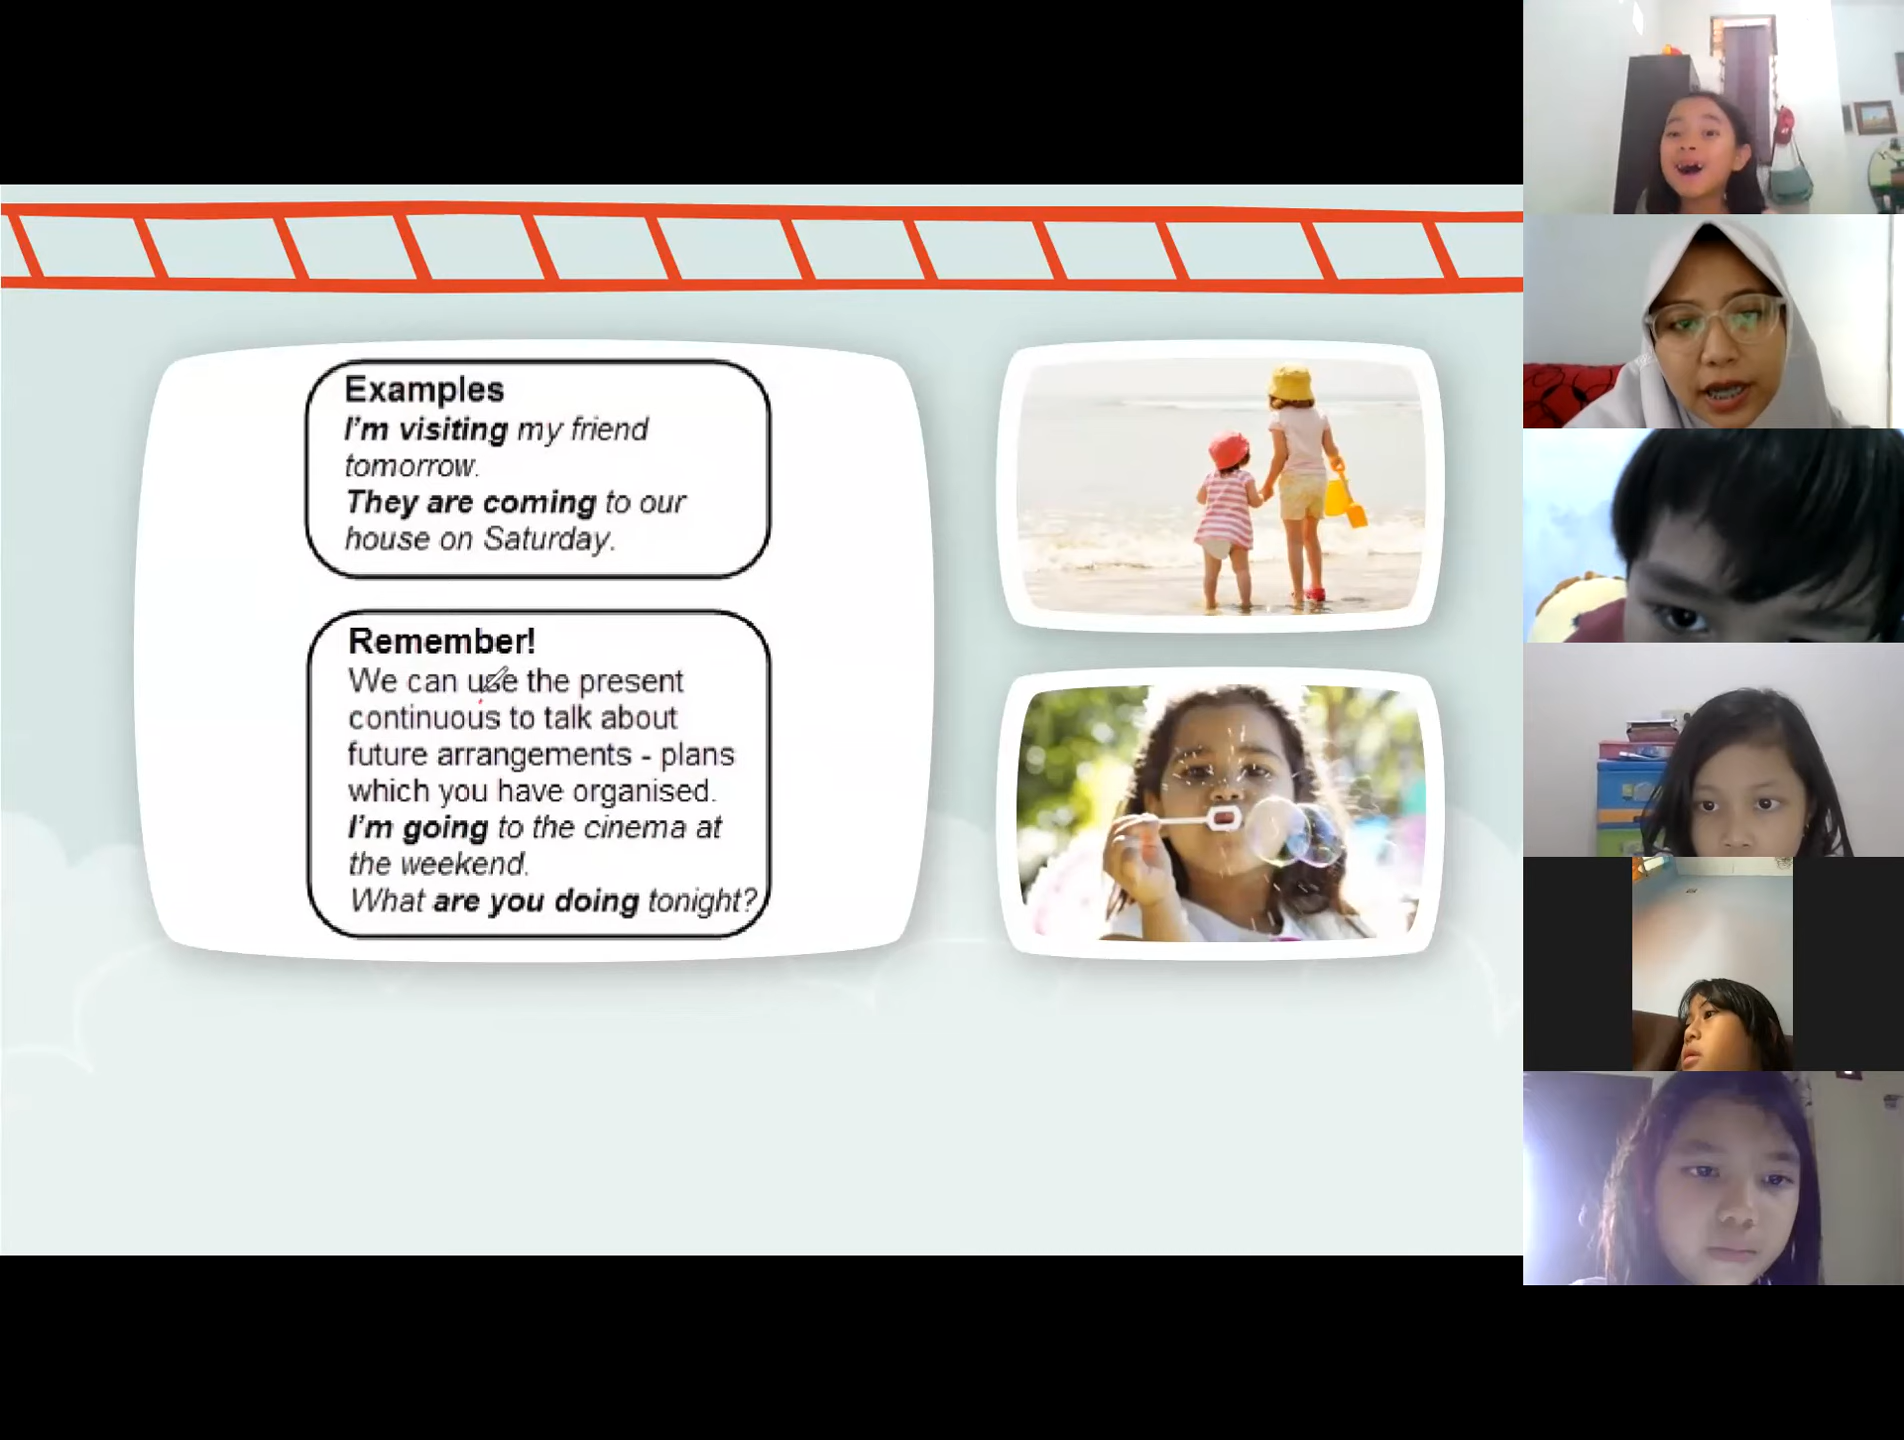 Examples
I'm visiting my friend
tomorrow.
They are coming to our
house on Saturday.
Remember!
We can use the present
continuous to talk about
future arrangements - plans
which you have organised.
I'm going to the cinema at
the weekend.
What are you doing tonight?